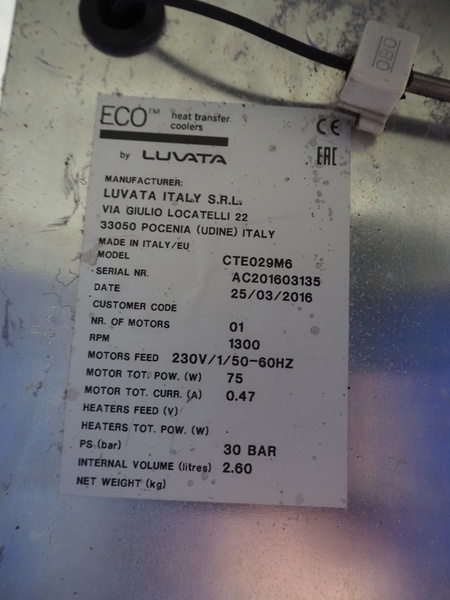 080
ECO™ heat transfer coolers
CE
by LUVATA
EAC
MANUFACTURER:
LUVATA ITALY S.R.L.
VIA GIULIO LOCATELLI 22
33050 POCENIA (UDINE) ITALY
MADE IN ITALY/EU
MODEL CTE029M6
SERIAL NR. AC201603135
DATE 25/03/2016
CUSTOMER CODE
NR. OF MOTORS 01
RPM 1300
MOTORS FEED 230V/1/50-60HZ
MOTOR TOT. POW. (W) 75
MOTOR TOT. CURR. (A) 0.47
HEATERS FEED (V)
HEATERS TOT. POW. (W)
PS (bar) 30 BAR
INTERNAL VOLUME (litres) 2.60
NET WEIGHT (kg)